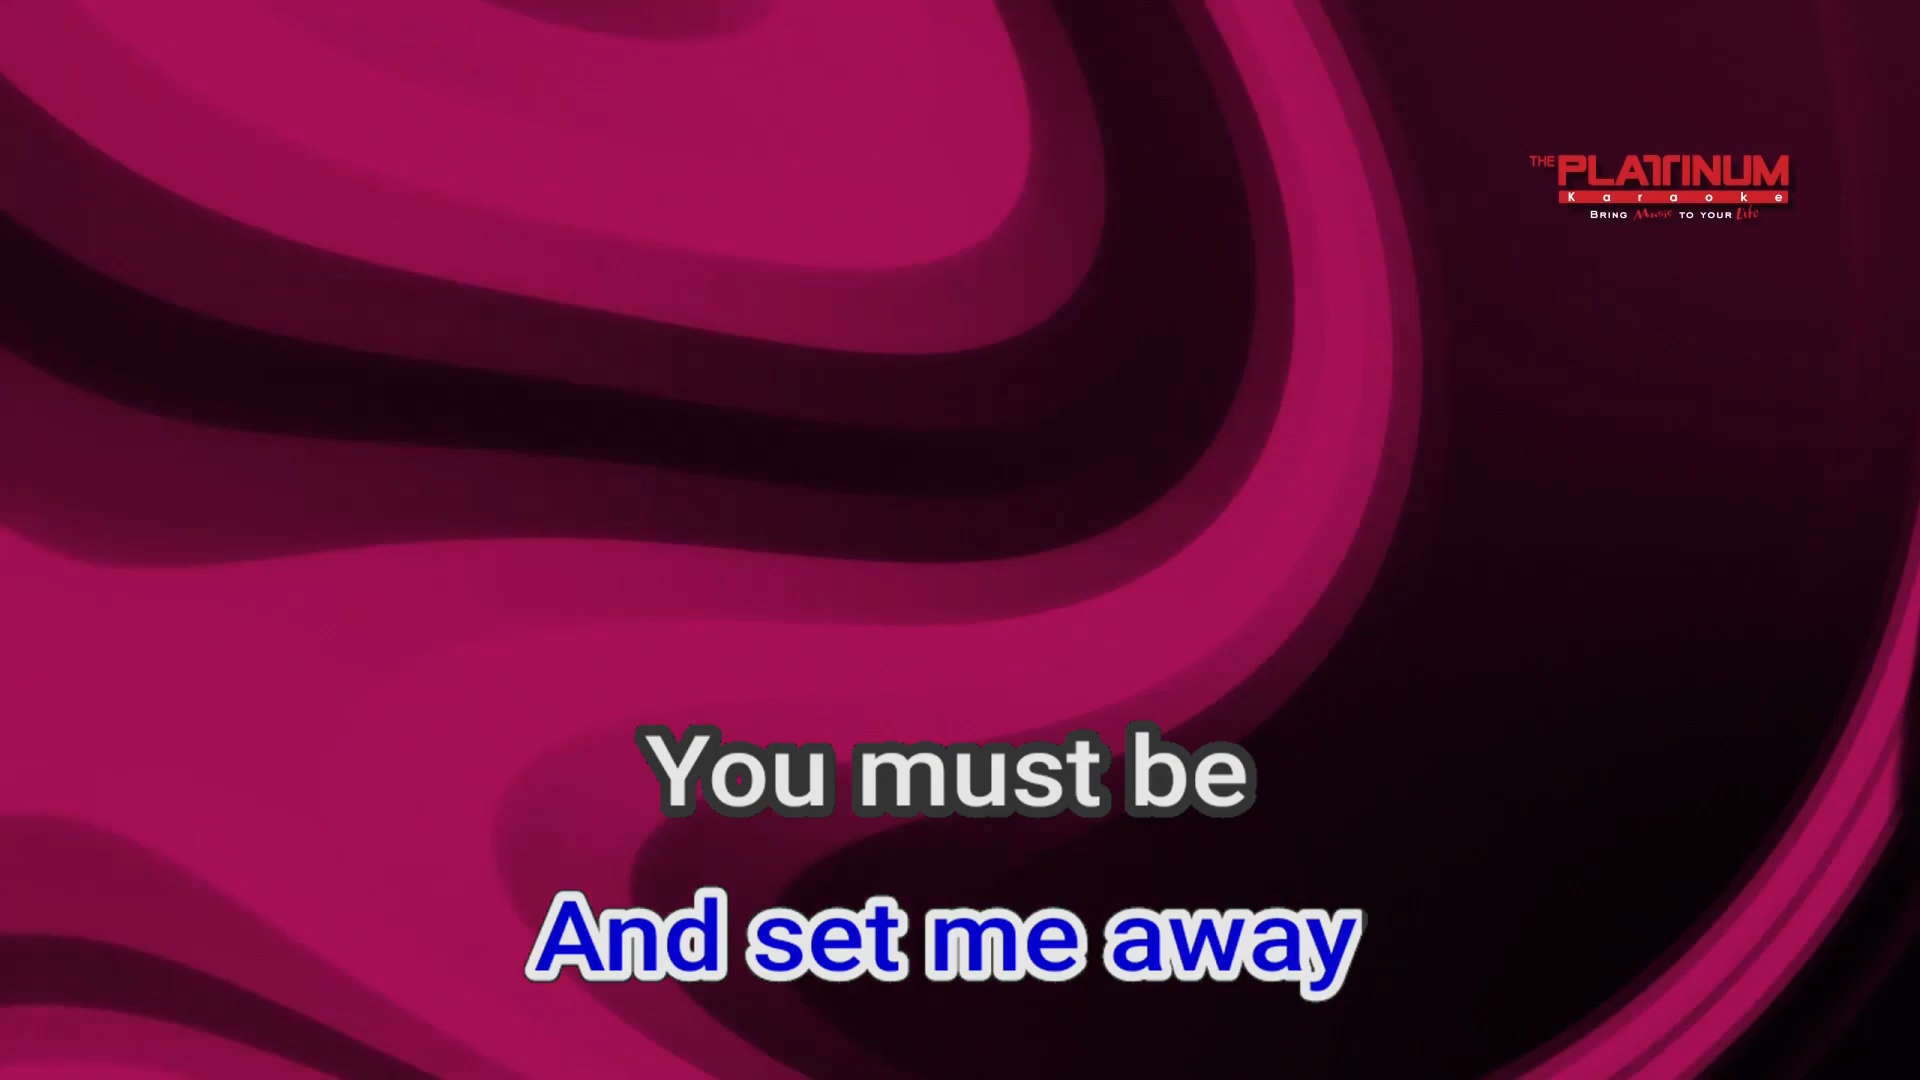 THE PLATINUM
Karaoke
BRING Music TO YOUR Life
You must be
And set me away